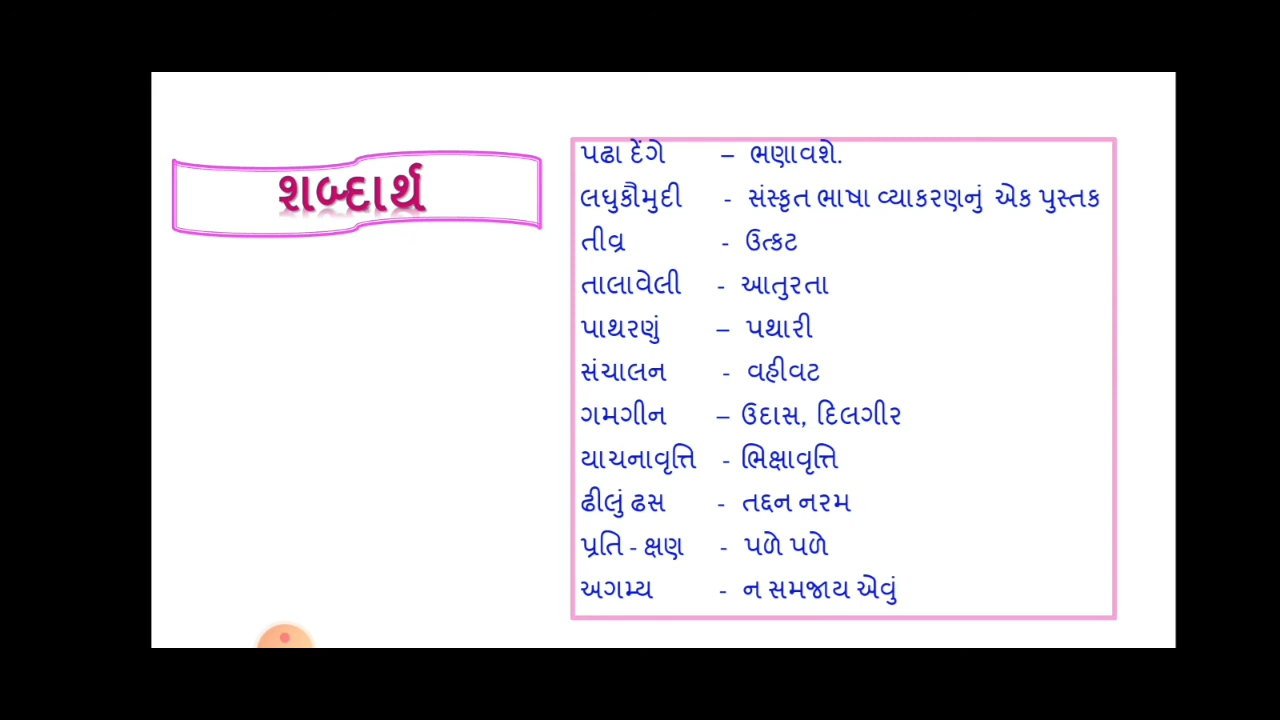 શબ્દાર્થ
પઢા દેંગે – ભણાવશે.
લઘુકૌમુદી - સંસ્કૃત ભાષા વ્યાકરણનું એક પુસ્તક
તીવ્ર - ઉત્કટ
તાલાવેલી - આતુરતા
પાથરણું – પથારી
સંચાલન - વહીવટ
ગમગીન – ઉદાસ, દિલગીર
યાચનાવૃત્તિ - ભિક્ષાવૃત્તિ
ઢીલું ઢસ - તદ્દન નરમ
પ્રતિ - ક્ષણ - પળે પળે
અગમ્ય - ન સમજાય એવું